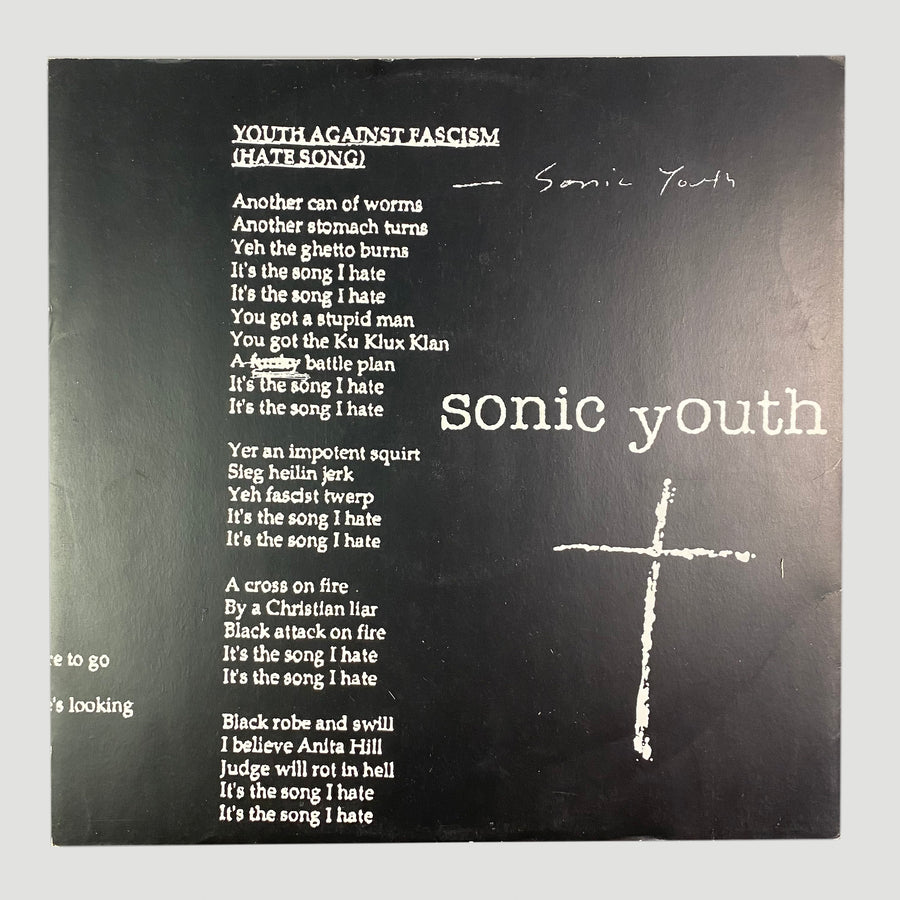 YOUTH AGAINST FASCISM
(HATE SONG)
— Sonic Youth
Another can of worms
Another stomach turns
Yeh the ghetto burns
It's the song I hate
It's the song I hate
You got a stupid man
You got the Ku Klux Klan
A battle plan
It's the song I hate
It's the song I hate
sonic youth
Yer an impotent squirt
Sieg heilin jerk
Yeh fascist twerp
It's the song I hate
It's the song I hate
A cross on fire
By a Christian liar
Black attack on fire
It's the song I hate
It's the song I hate
re to go
e's looking
Black robe and swill
I believe Anita Hill
Judge will rot in hell
It's the song I hate
It's the song I hate